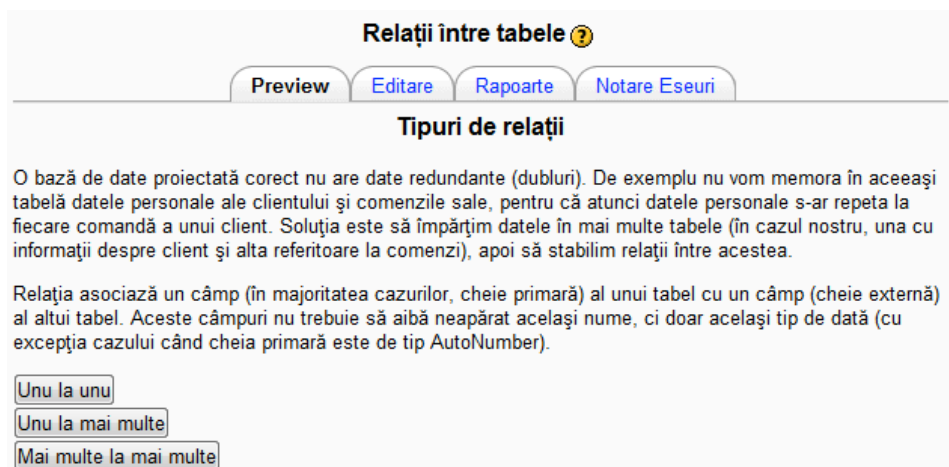 Relații între tabele ?
Preview Editare Rapoarte Notare Eseuri
Tipuri de relații
O bază de date proiectată corect nu are date redundante (dubluri). De exemplu nu vom memora în aceeaşi
tabelă datele personale ale clientului şi comenzile sale, pentru că atunci datele personale s-ar repeta la
fiecare comandă a unui client. Soluţia este să împărţim datele în mai multe tabele (în cazul nostru, una cu
informaţii despre client şi alta referitoare la comenzi), apoi să stabilim relaţii între acestea.
Relaţia asociază un câmp (în majoritatea cazurilor, cheie primară) al unui tabel cu un câmp (cheie externă)
al altui tabel. Aceste câmpuri nu trebuie să aibă neapărat acelaşi nume, ci doar acelaşi tip de dată (cu
excepţia cazului când cheia primară este de tip AutoNumber).
Unu la unu
Unu la mai multe
Mai multe la mai multe